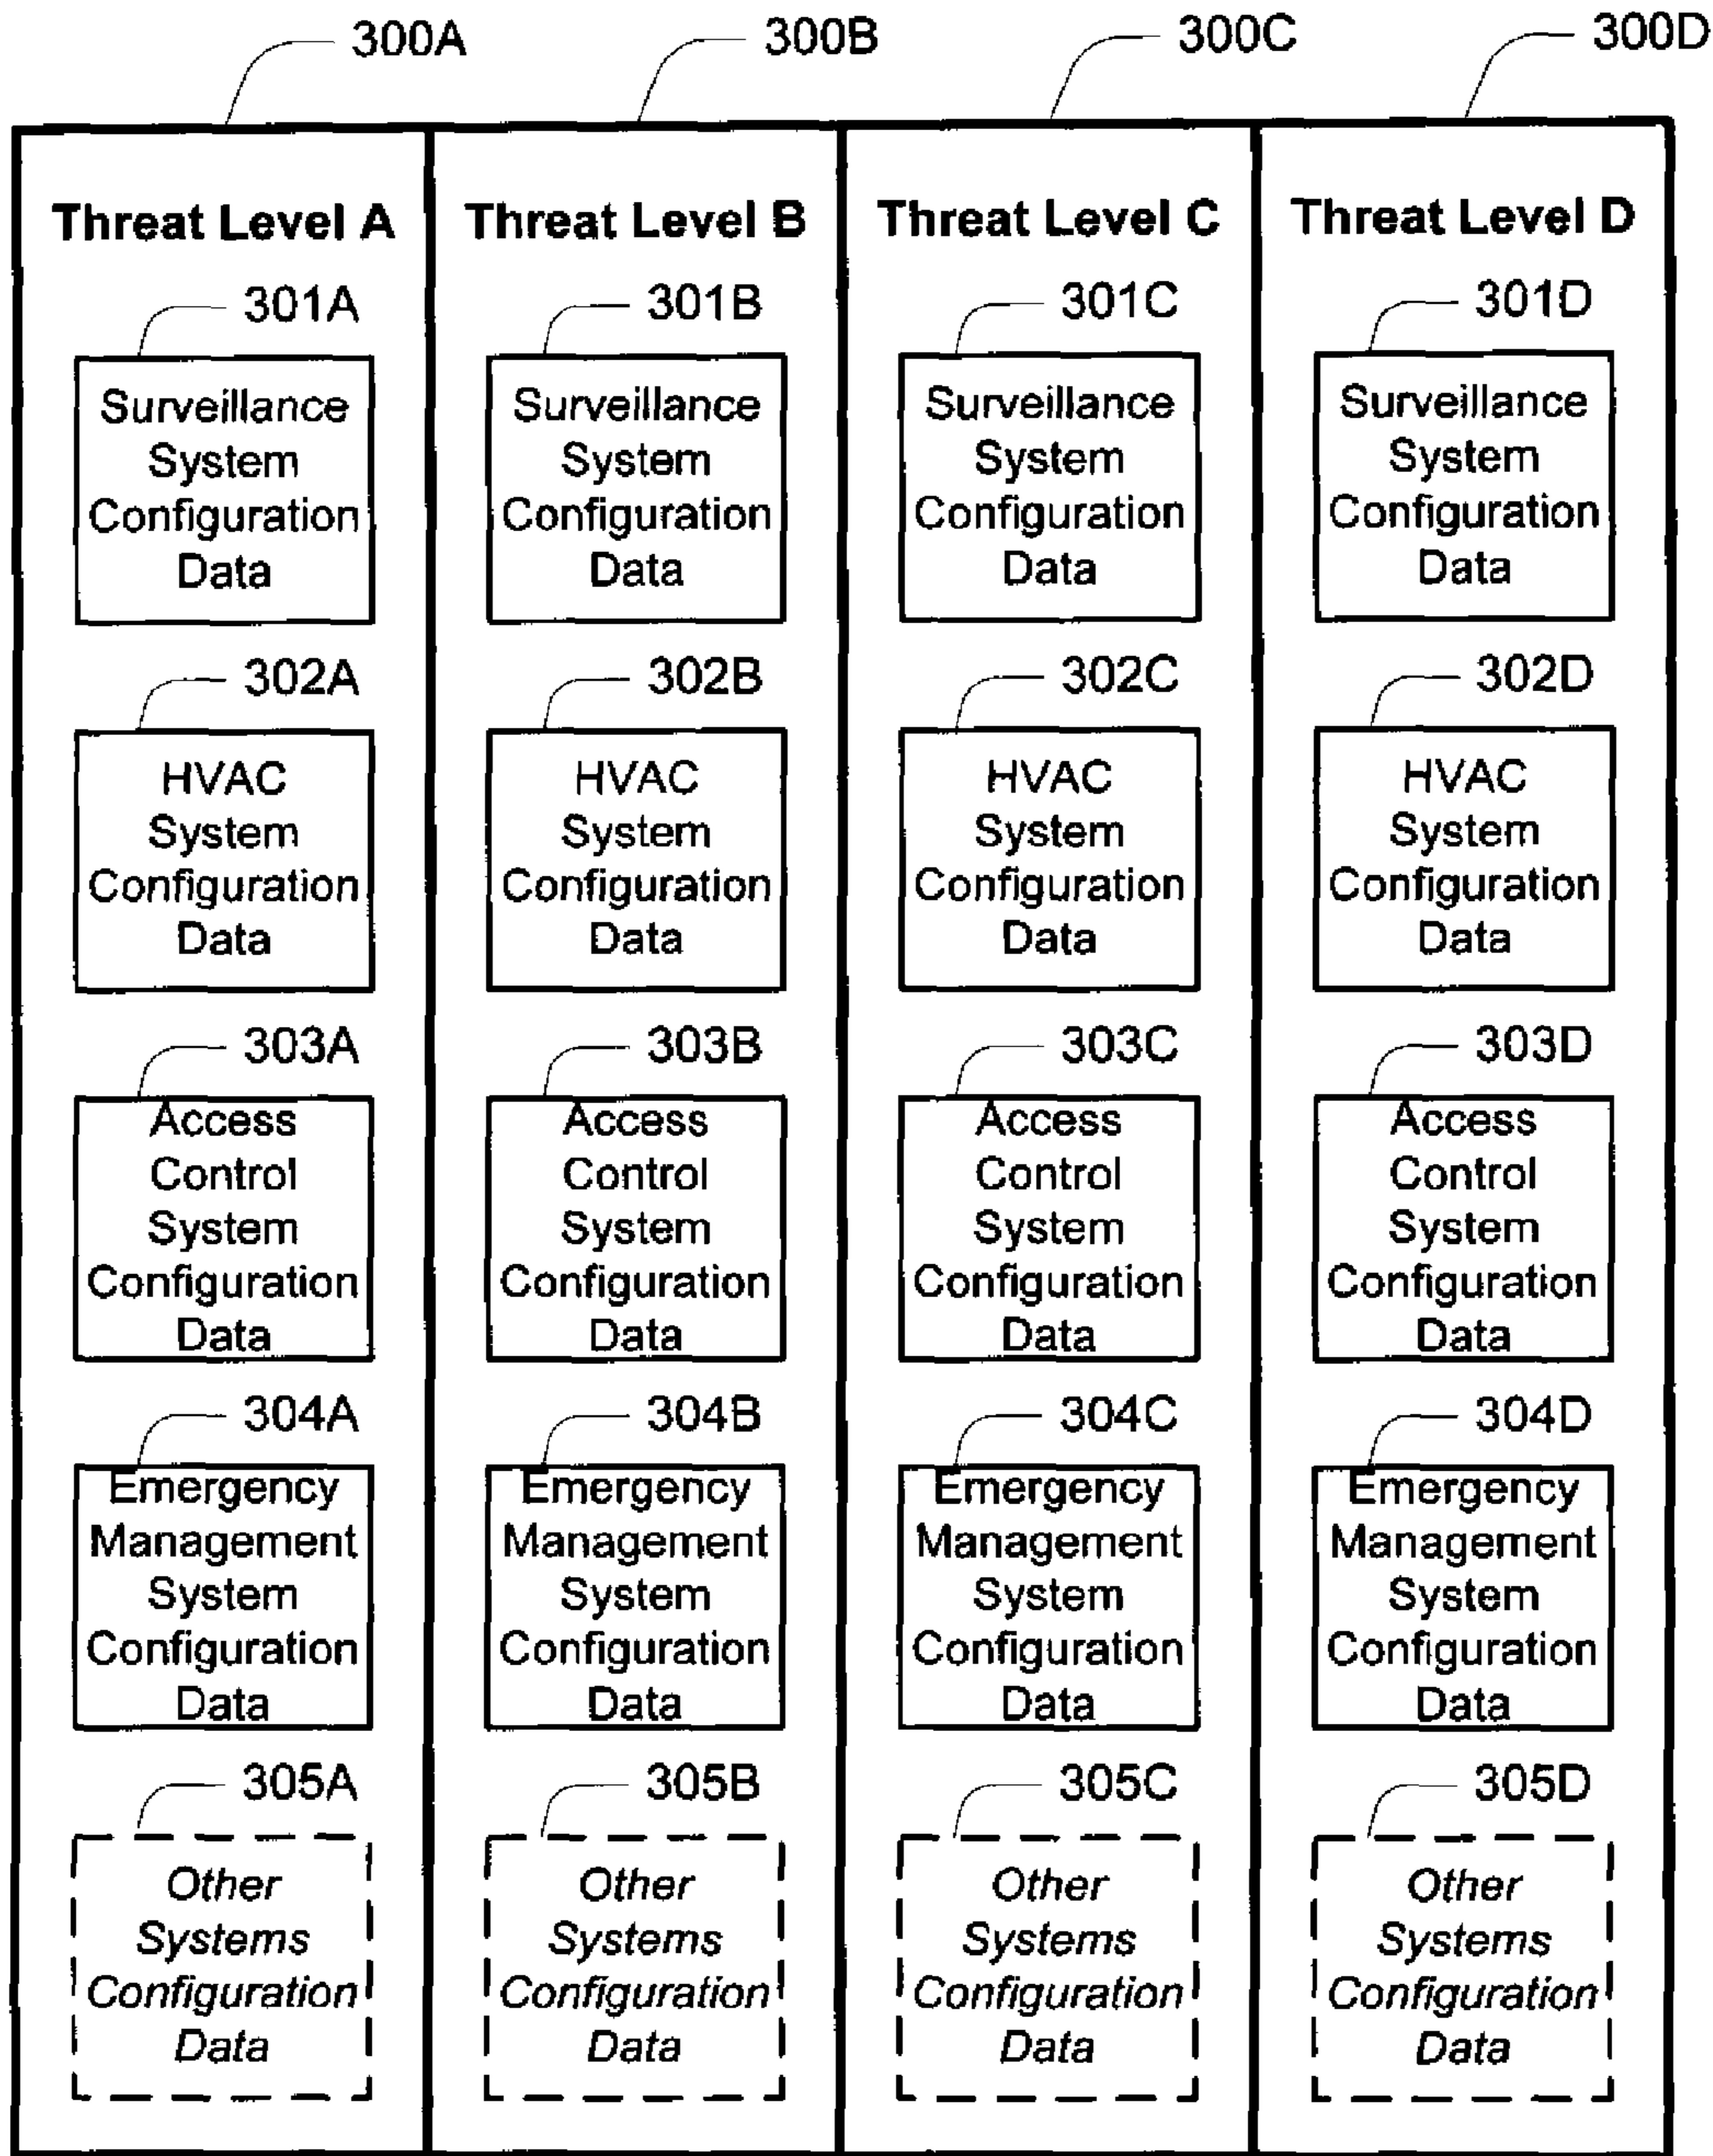 300A 300B 300C 300D
Threat Level A Threat Level B Threat Level C Threat Level D
301A 301B 301C 301D
Surveillance Surveillance Surveillance Surveillance
System System System System
Configuration Configuration Configuration Configuration
Data Data Data Data
302A 302B 302C 302D
HVAC HVAC HVAC HVAC
System System System System
Configuration Configuration Configuration Configuration
Data Data Data Data
303A 303B 303C 303D
Access Access Access Access
Control Control Control Control
System System System System
Configuration Configuration Configuration Configuration
Data Data Data Data
304A 304B 304C 304D
Emergency Emergency Emergency Emergency
Management Management Management Management
System System System System
Configuration Configuration Configuration Configuration
Data Data Data Data
305A 305B 305C 305D
Other Other Other Other
Systems Systems Systems Systems
Configuration Configuration Configuration Configuration
Data Data Data Data